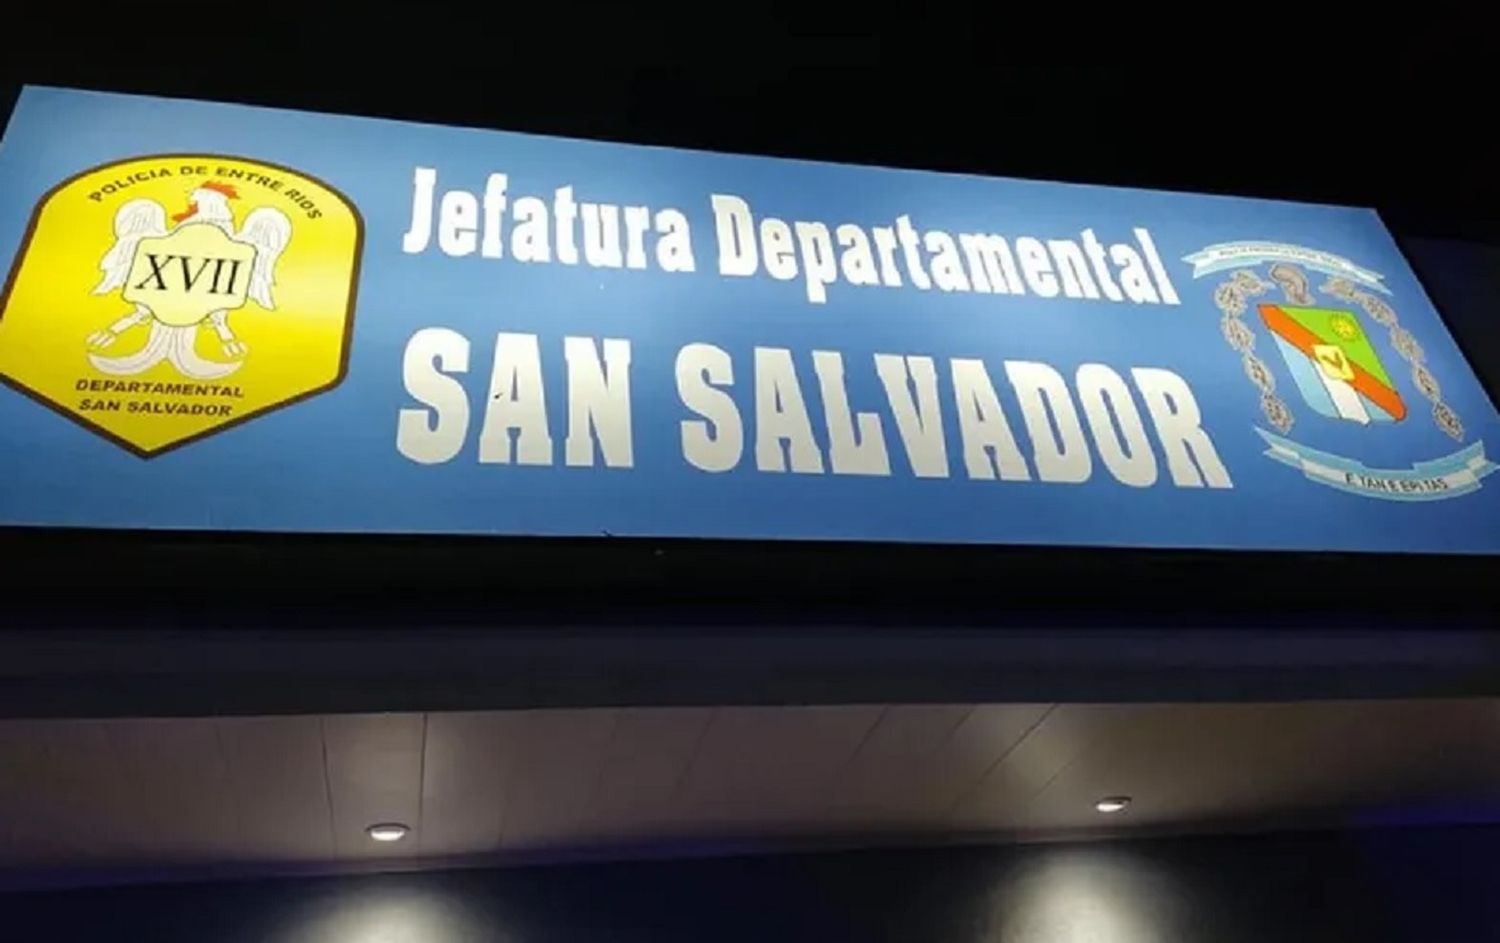 POLICIA DE ENTRE RIOS
XVII
DEPARTAMENTAL
SAN SALVADOR
Jefatura Departamental
SAN SALVADOR